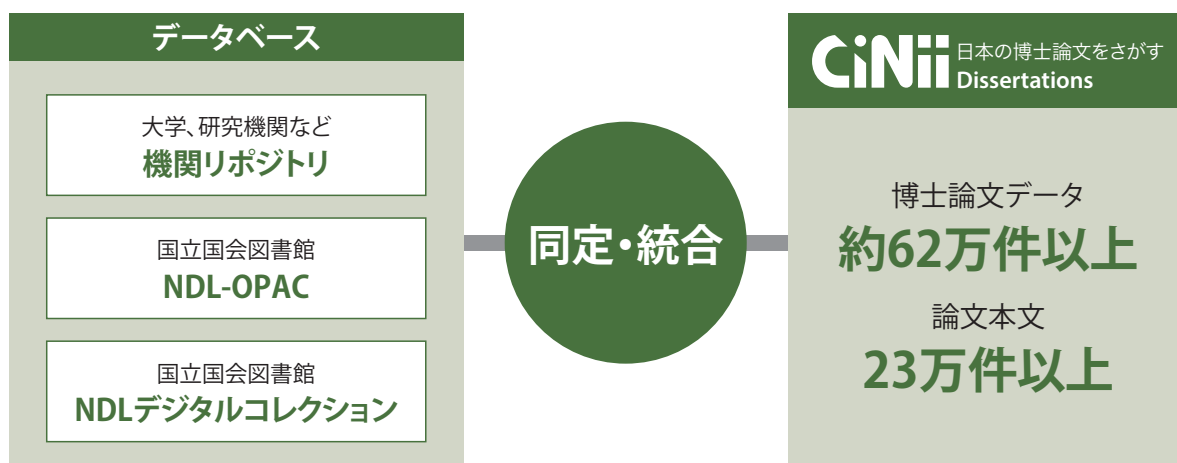 データベース
大学、研究機関など
機関リポジトリ
国立国会図書館
NDL-OPAC
国立国会図書館
NDLデジタルコレクション
同定・統合
CiNii
日本の博士論文をさがす
Dissertations
博士論文データ
約62万件以上
論文本文
23万件以上